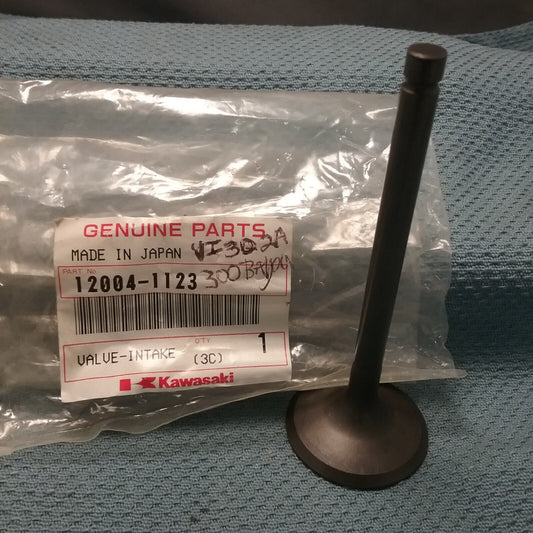 GENUINE PARTS
MADE IN JAPAN VI302A
PART No.
12004-1123 300 Bayou
QTY
VALVE-INTAKE (3C) 1
Kawasaki